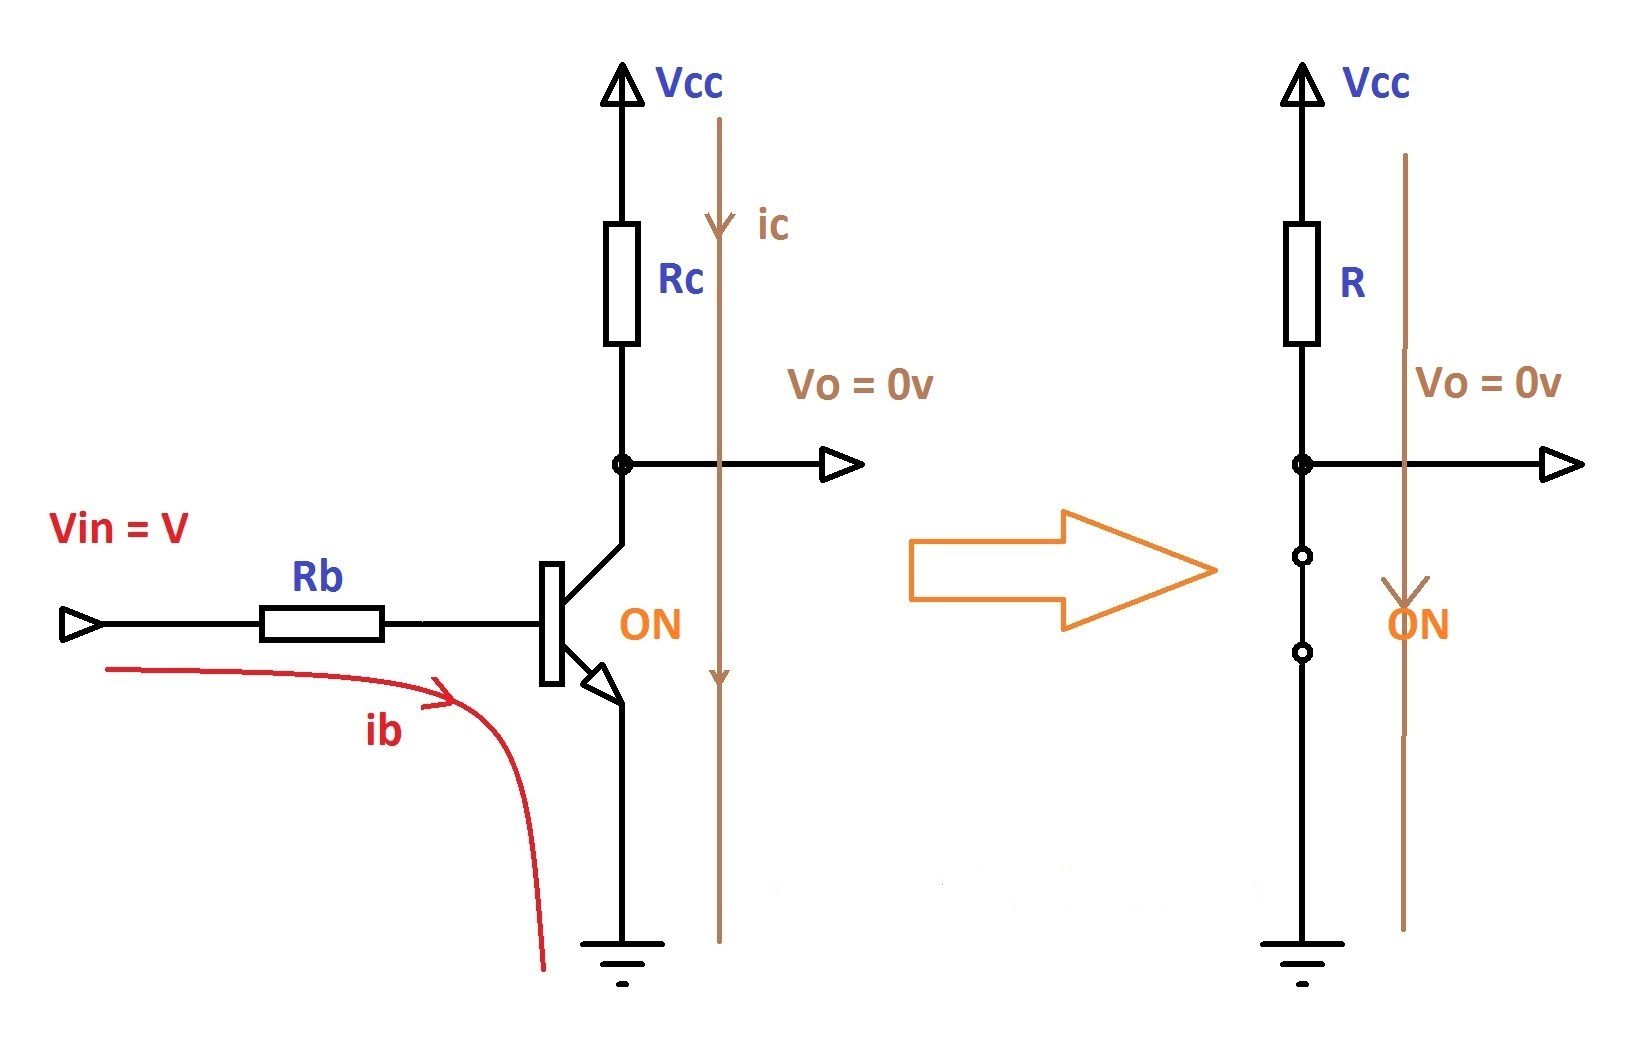 Vcc
ic
Rc
Vo = 0v
Vin = V
Rb
ON
ib
Vcc
R
Vo = 0v
ON